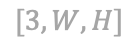 [3, W, H]